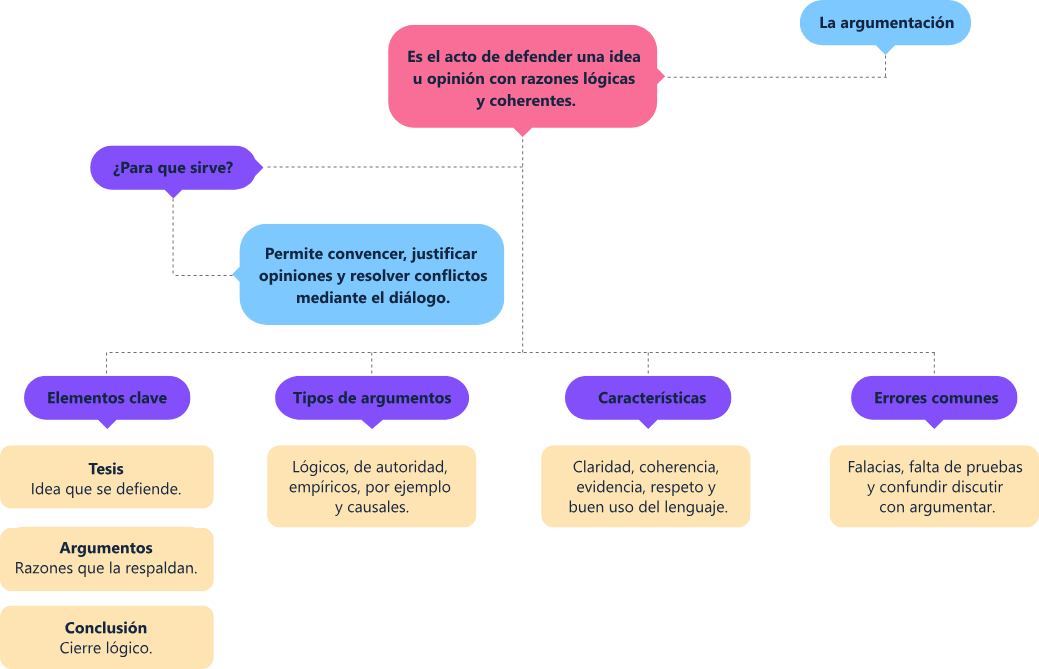 La argumentación
Es el acto de defender una idea
u opinión con razones lógicas
y coherentes.
¿Para que sirve?
Permite convencer, justificar
opiniones y resolver conflictos
mediante el diálogo.
Elementos clave
Tesis
Idea que se defiende.
Argumentos
Razones que la respaldan.
Conclusión
Cierre lógico.
Tipos de argumentos
Lógicos, de autoridad,
empíricos, por ejemplo
y causales.
Características
Claridad, coherencia,
evidencia, respeto y
buen uso del lenguaje.
Errores comunes
Falacias, falta de pruebas
y confundir discutir
con argumentar.